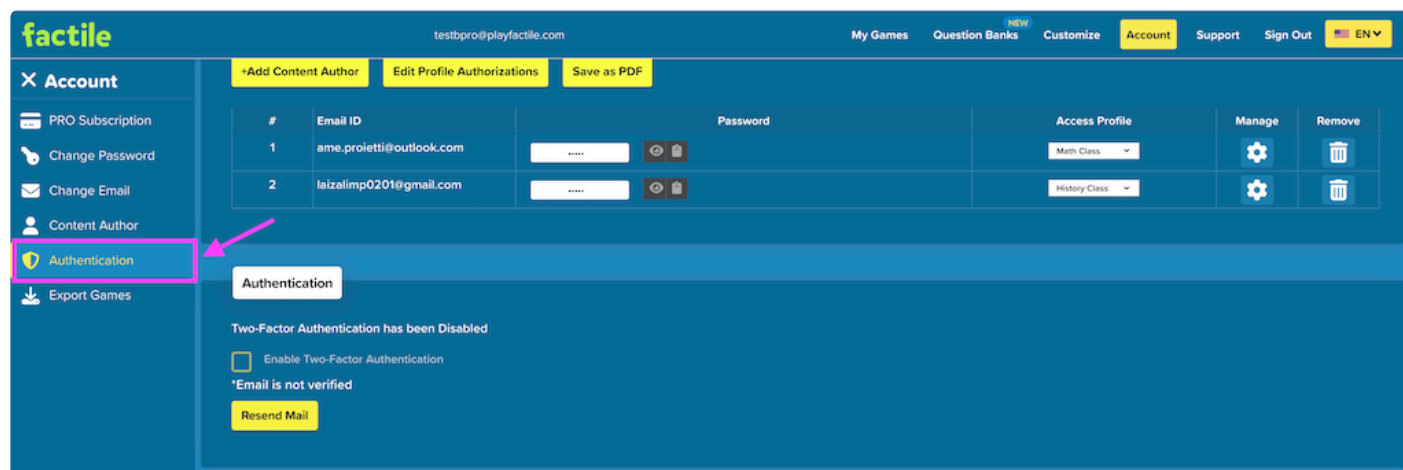 factile
testbpro@playfactile.com
My Games
Question Banks
NEW
Customize
Account
Support
Sign Out
EN
Account
PRO Subscription
Change Password
Change Email
Content Author
Authentication
Export Games
+Add Content Author
Edit Profile Authorizations
Save as PDF
# Email ID Password Access Profile Manage Remove
1 ame.proietti@outlook.com ..... Math Class
2 laizalimp0201@gmail.com ..... History Class
Authentication
Two-Factor Authentication has been Disabled
Enable Two-Factor Authentication
*Email is not verified
Resend Mail